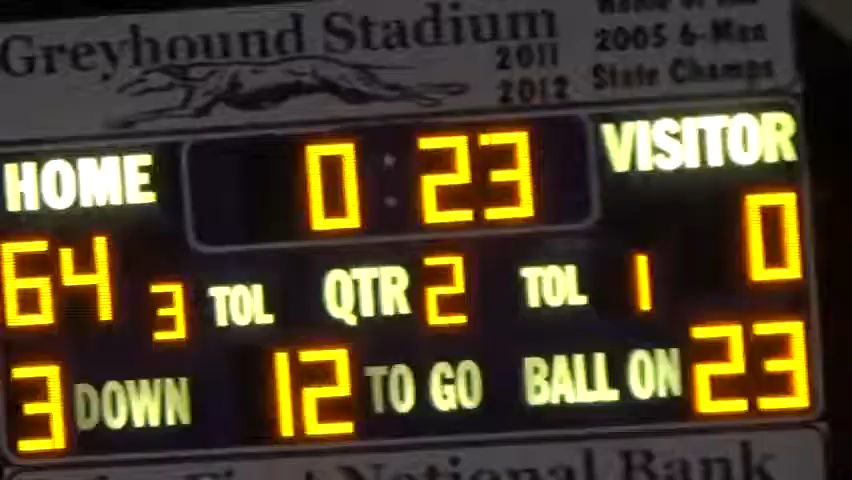 Greyhound Stadium
2011
2012
2005 6-Man
State Champs
HOME 0:23 VISITOR
64 3 TOL QTR 2 TOL 1 0
3 DOWN 12 TO GO BALL ON 23
National Bank